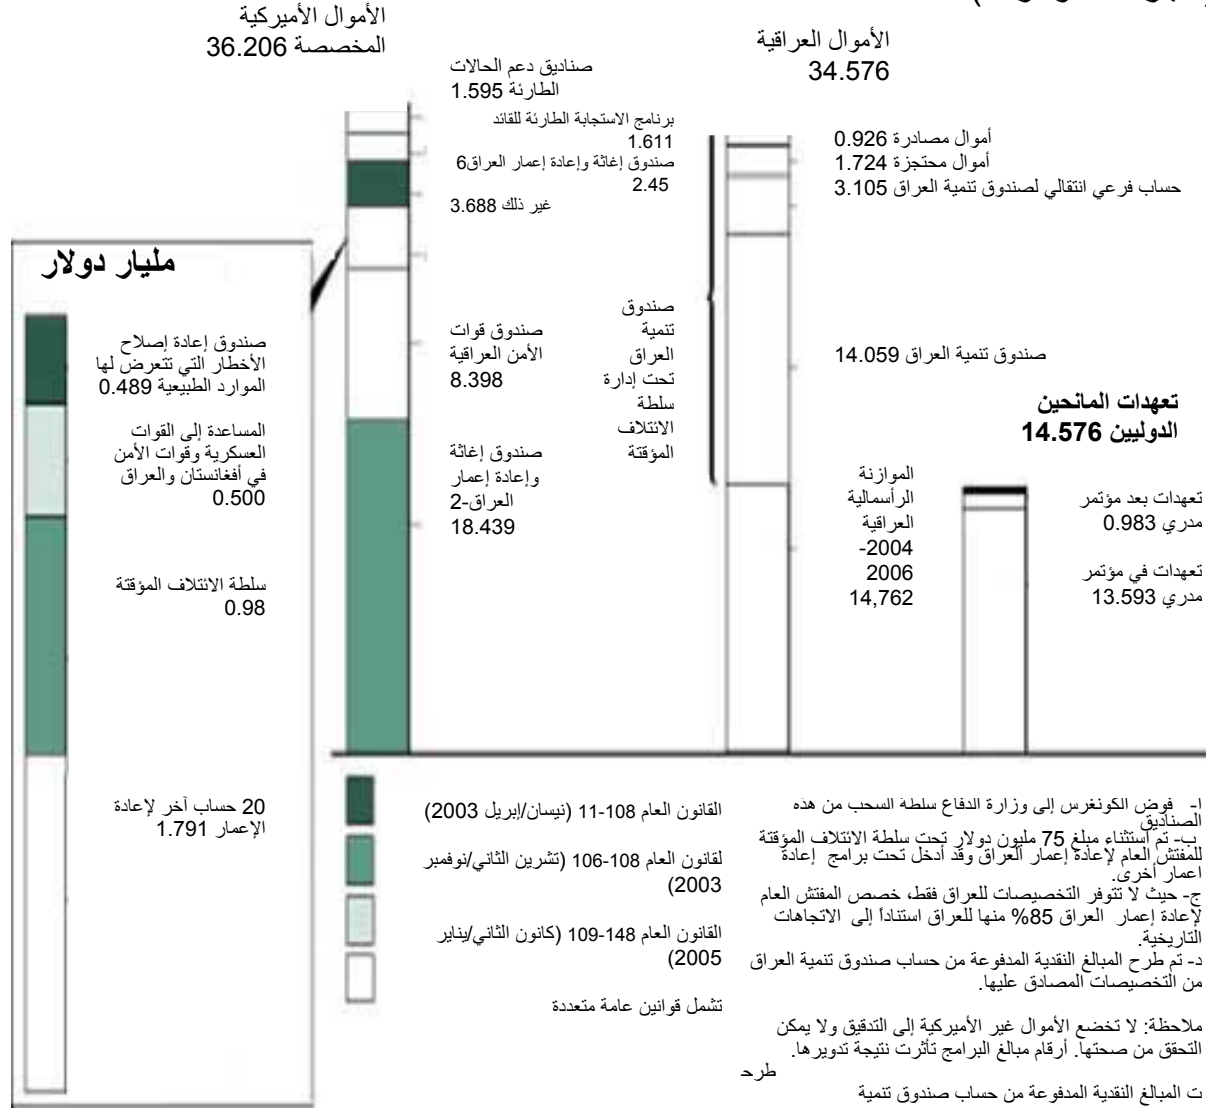 الأموال الأميركية
المخصصة 36.206
صناديق دعم الحالات
الطارئة 1.595
برنامج الاستجابة الطارئة للقائد
1.611
صندوق إغاثة وإعادة إعمار العراق6
2.45
غير ذلك 3.688
صندوق قوات
الأمن العراقية
8.398
صندوق إغاثة
وإعادة إعمار
العراق-2
18.439
الأموال العراقية
34.576
أموال مصادرة 0.926
أموال محتجزة 1.724
حساب فرعي انتقالي لصندوق تنمية العراق 3.105
صندوق
تنمية
العراق
تحت إدارة
سلطة
الائتلاف
المؤقتة
صندوق تنمية العراق 14.059
الموازنة
الرأسمالية
العراقية
2004-
2006
14,762
تعهدات المانحين
الدوليين 14.576
تعهدات بعد مؤتمر
مدري 0.983
تعهدات في مؤتمر
مدري 13.593
مليار دولار
صندوق إعادة إصلاح
الأخطار التي تتعرض لها
الموارد الطبيعية 0.489
المساعدة إلى القوات
العسكرية وقوات الأمن
في أفغانستان والعراق
0.500
سلطة الائتلاف المؤقتة
0.98
20 حساب آخر لإعادة
الإعمار 1.791
القانون العام 108-11 (نيسان/إبريل 2003)
لقانون العام 108-106 (تشرين الثاني/نوفمبر
2003)
القانون العام 148-109 (كانون الثاني/يناير
2005)
تشمل قوانين عامة متعددة
ا- فوض الكونغرس إلى وزارة الدفاع سلطة السحب من هذه
الصناديق
ب- تم استثناء مبلغ 75 مليون دولار تحت سلطة الائتلاف المؤقتة
للمفتش العام لإعادة إعمار العراق وقد أدخل تحت برامج إعادة
اعمار أخرى.
ج- حيث لا تتوفر التخصيصات للعراق فقط، خصص المفتش العام
لإعادة إعمار العراق 85% منها للعراق استناداً إلى الاتجاهات
التاريخية.
د- تم طرح المبالغ النقدية المدفوعة من حساب صندوق تنمية العراق
من التخصيصات المصادق عليها.
ملاحظة: لا تخضع الأموال غير الأميركية إلى التدقيق ولا يمكن
التحقق من صحتها. أرقام مبالغ البرامج تأثرت نتيجة تدويرها.
طرحـ
ت المبالغ النقدية المدفوعة من حساب صندوق تنمية